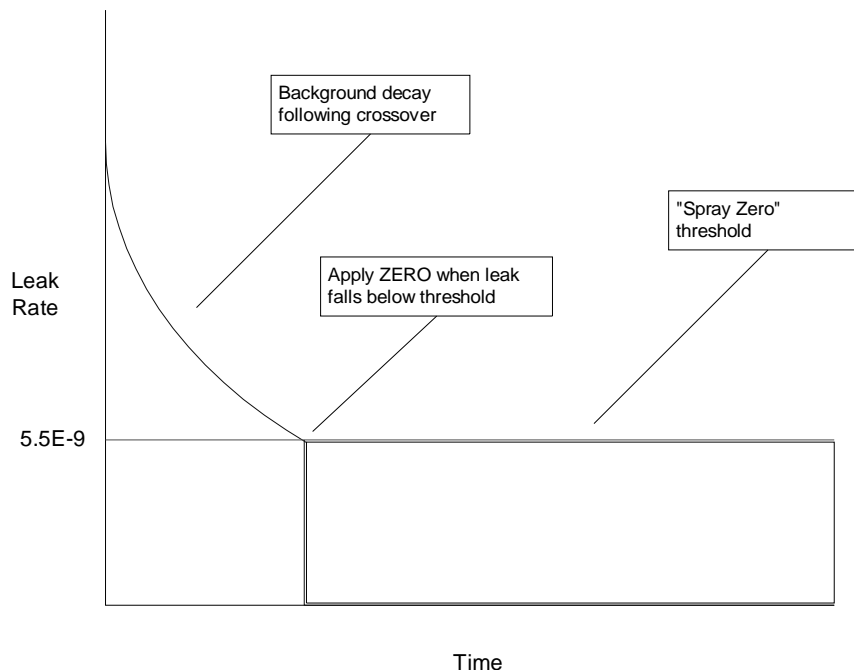 Background decay
following crossover
"Spray Zero"
threshold
Apply ZERO when leak
falls below threshold
Leak
Rate
5.5E-9
Time